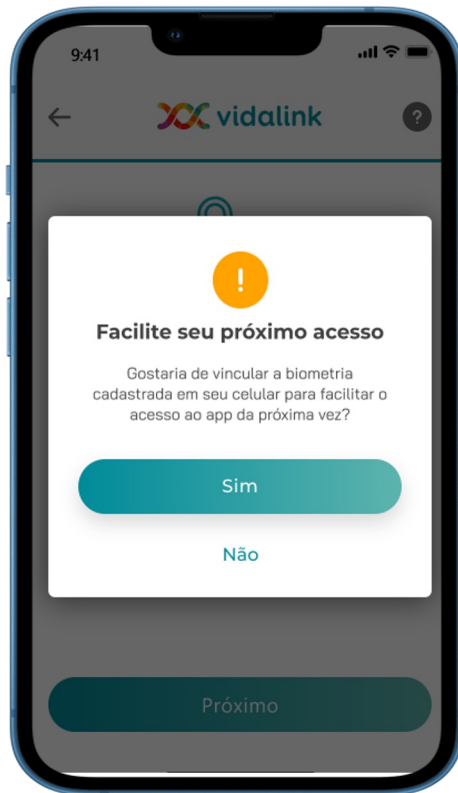 9:41
vidalink
?
!
Facilite seu próximo acesso
Gostaria de vincular a biometria
cadastrada em seu celular para facilitar o
acesso ao app da próxima vez?
Sim
Não
Próximo